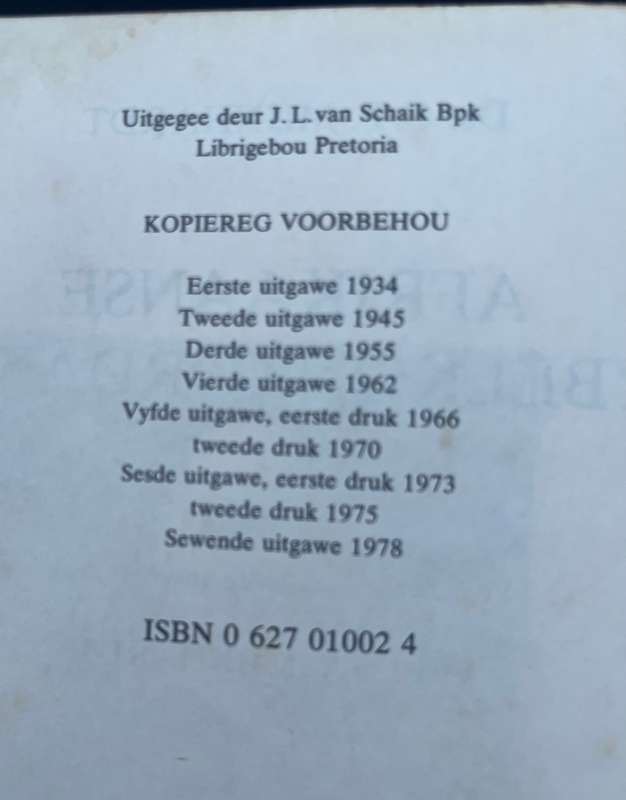 Uitgegee deur J. L. van Schaik Bpk
Librigebou Pretoria
KOPIEREG VOORBEHOU
Eerste uitgawe 1934
Tweede uitgawe 1945
Derde uitgawe 1955
Vierde uitgawe 1962
Vyfde uitgawe, eerste druk 1966
tweede druk 1970
Sesde uitgawe, eerste druk 1973
tweede druk 1975
Sewende uitgawe 1978
ISBN 0 627 01002 4